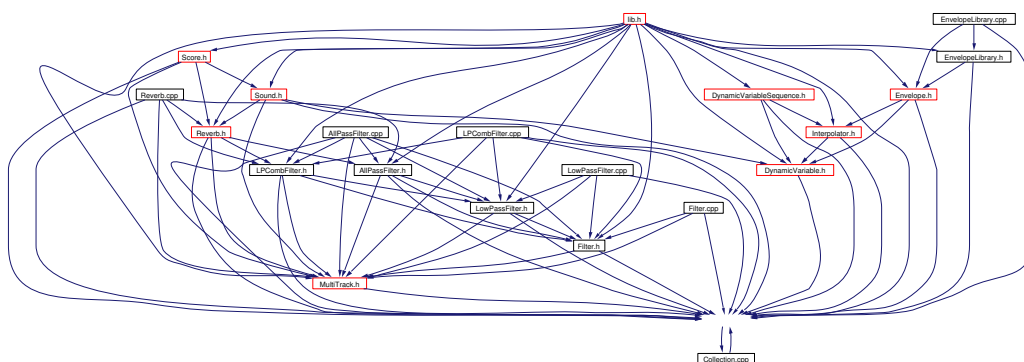 lib.h
EnvelopeLibrary.cpp
Score.h
EnvelopeLibrary.h
Reverb.cpp
Sound.h
DynamicVariableSequence.h
Envelope.h
Reverb.h
AllPassFilter.cpp
LPCombFilter.cpp
Interpolator.h
LPCombFilter.h
AllPassFilter.h
LowPassFilter.cpp
DynamicVariable.h
LowPassFilter.h
Filter.cpp
Filter.h
MultiTrack.h
Collection.cpp